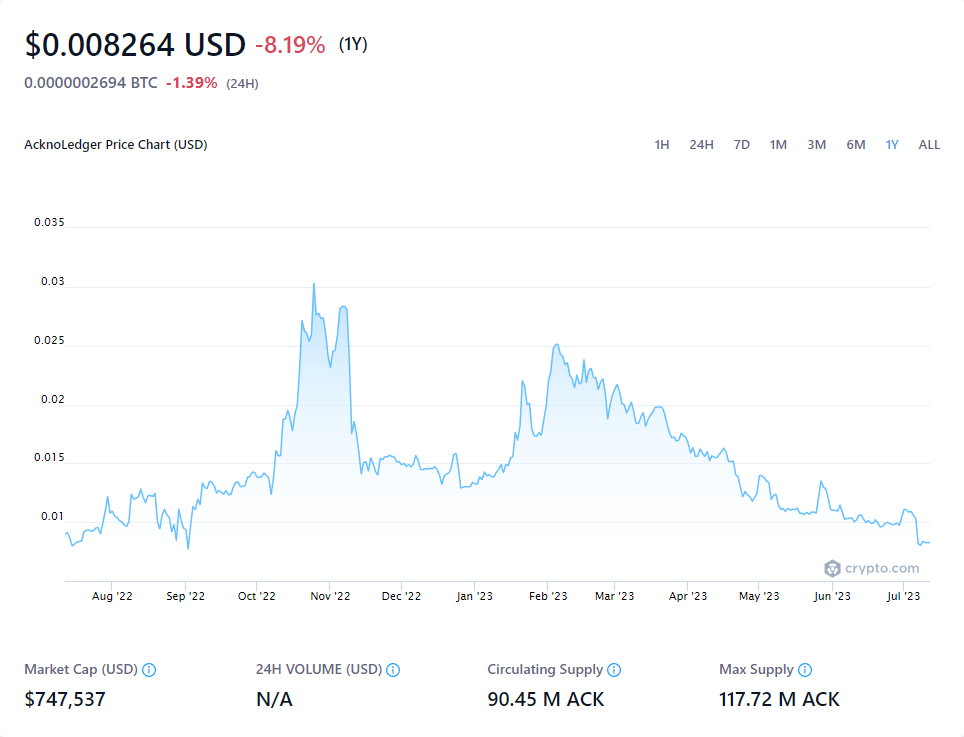 $0.008264 USD -8.19% (1Y)
0.0000002694 BTC -1.39% (24H)
AcknoLedger Price Chart (USD) 1H 24H 7D 1M 3M 6M 1Y ALL
0.035
0.03
0.025
0.02
0.015
0.01
crypto.com
Aug '22 Sep '22 Oct '22 Nov '22 Dec '22 Jan '23 Feb '23 Mar '23 Apr '23 May '23 Jun '23 Jul '23
Market Cap (USD) 24H VOLUME (USD) Circulating Supply Max Supply
$747,537 N/A 90.45 M ACK 117.72 M ACK